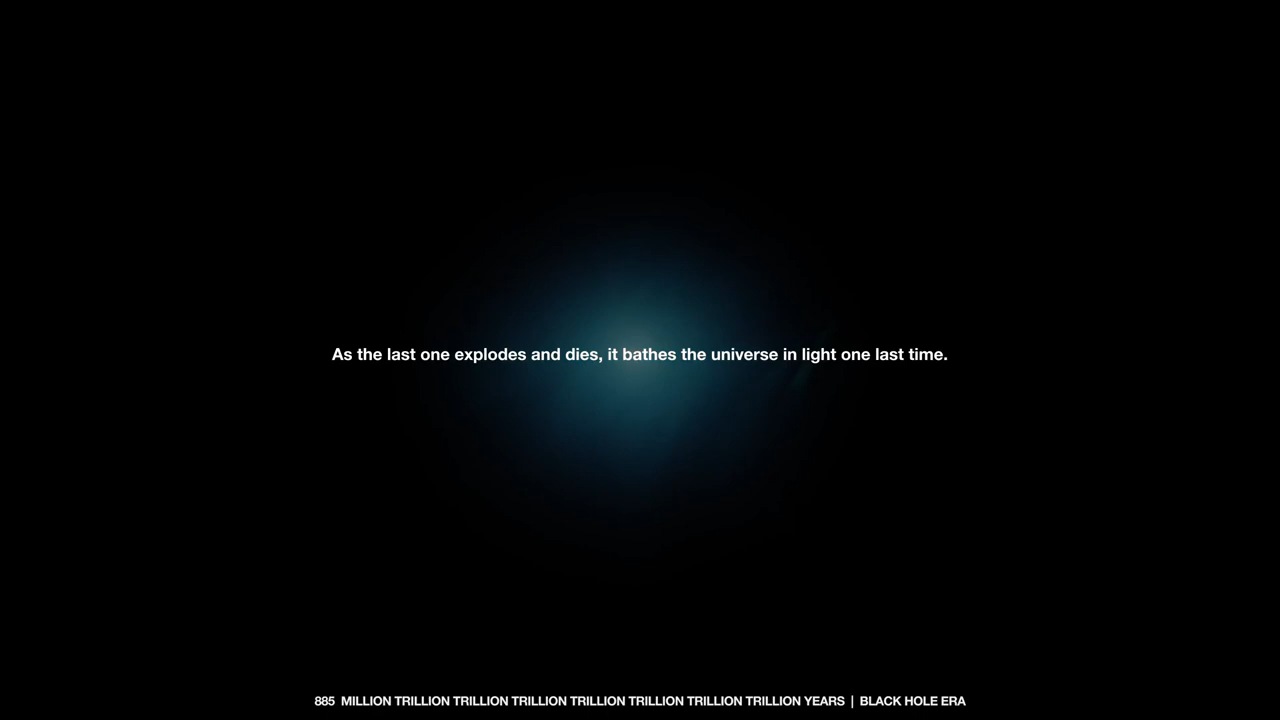 As the last one explodes and dies, it bathes the universe in light one last time.
885 MILLION TRILLION TRILLION TRILLION TRILLION TRILLION TRILLION TRILLION YEARS | BLACK HOLE ERA